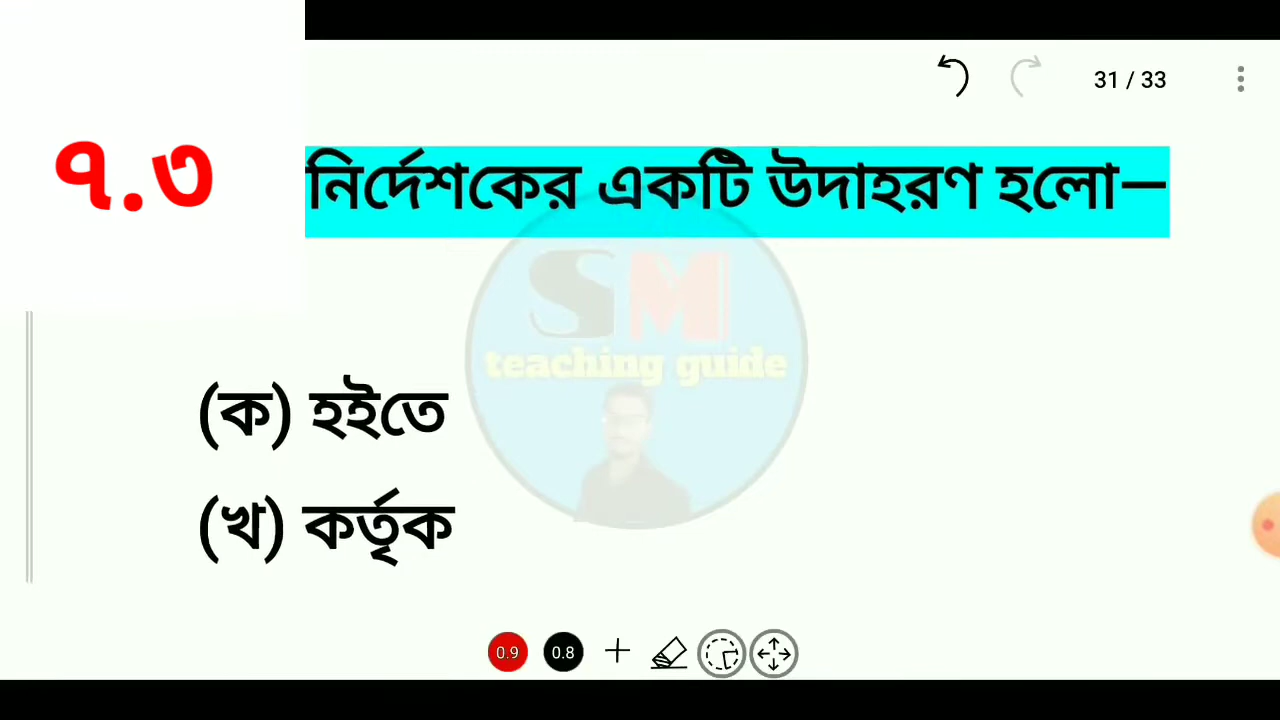 31 / 33
৭.৩ নির্দেশকের একটি উদাহরণ হলো—
SM
teaching guide
(ক) হইতে
(খ) কর্তৃক
0.9 0.8